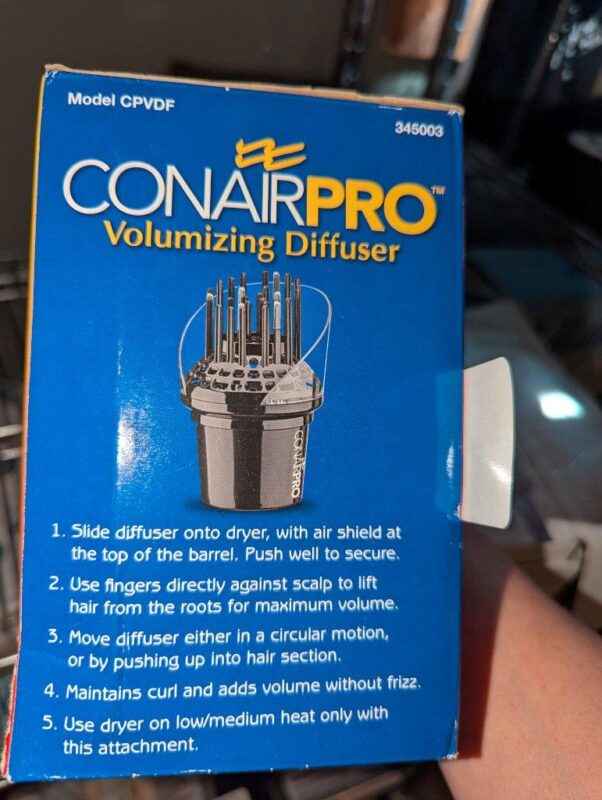 Model CPVDF
345003
CONAIRPRO™
Volumizing Diffuser
CONAIRPRO
1. Slide diffuser onto dryer, with air shield at
the top of the barrel. Push well to secure.
2. Use fingers directly against scalp to lift
hair from the roots for maximum volume.
3. Move diffuser either in a circular motion,
or by pushing up into hair section.
4. Maintains curl and adds volume without frizz.
5. Use dryer on low/medium heat only with
this attachment.